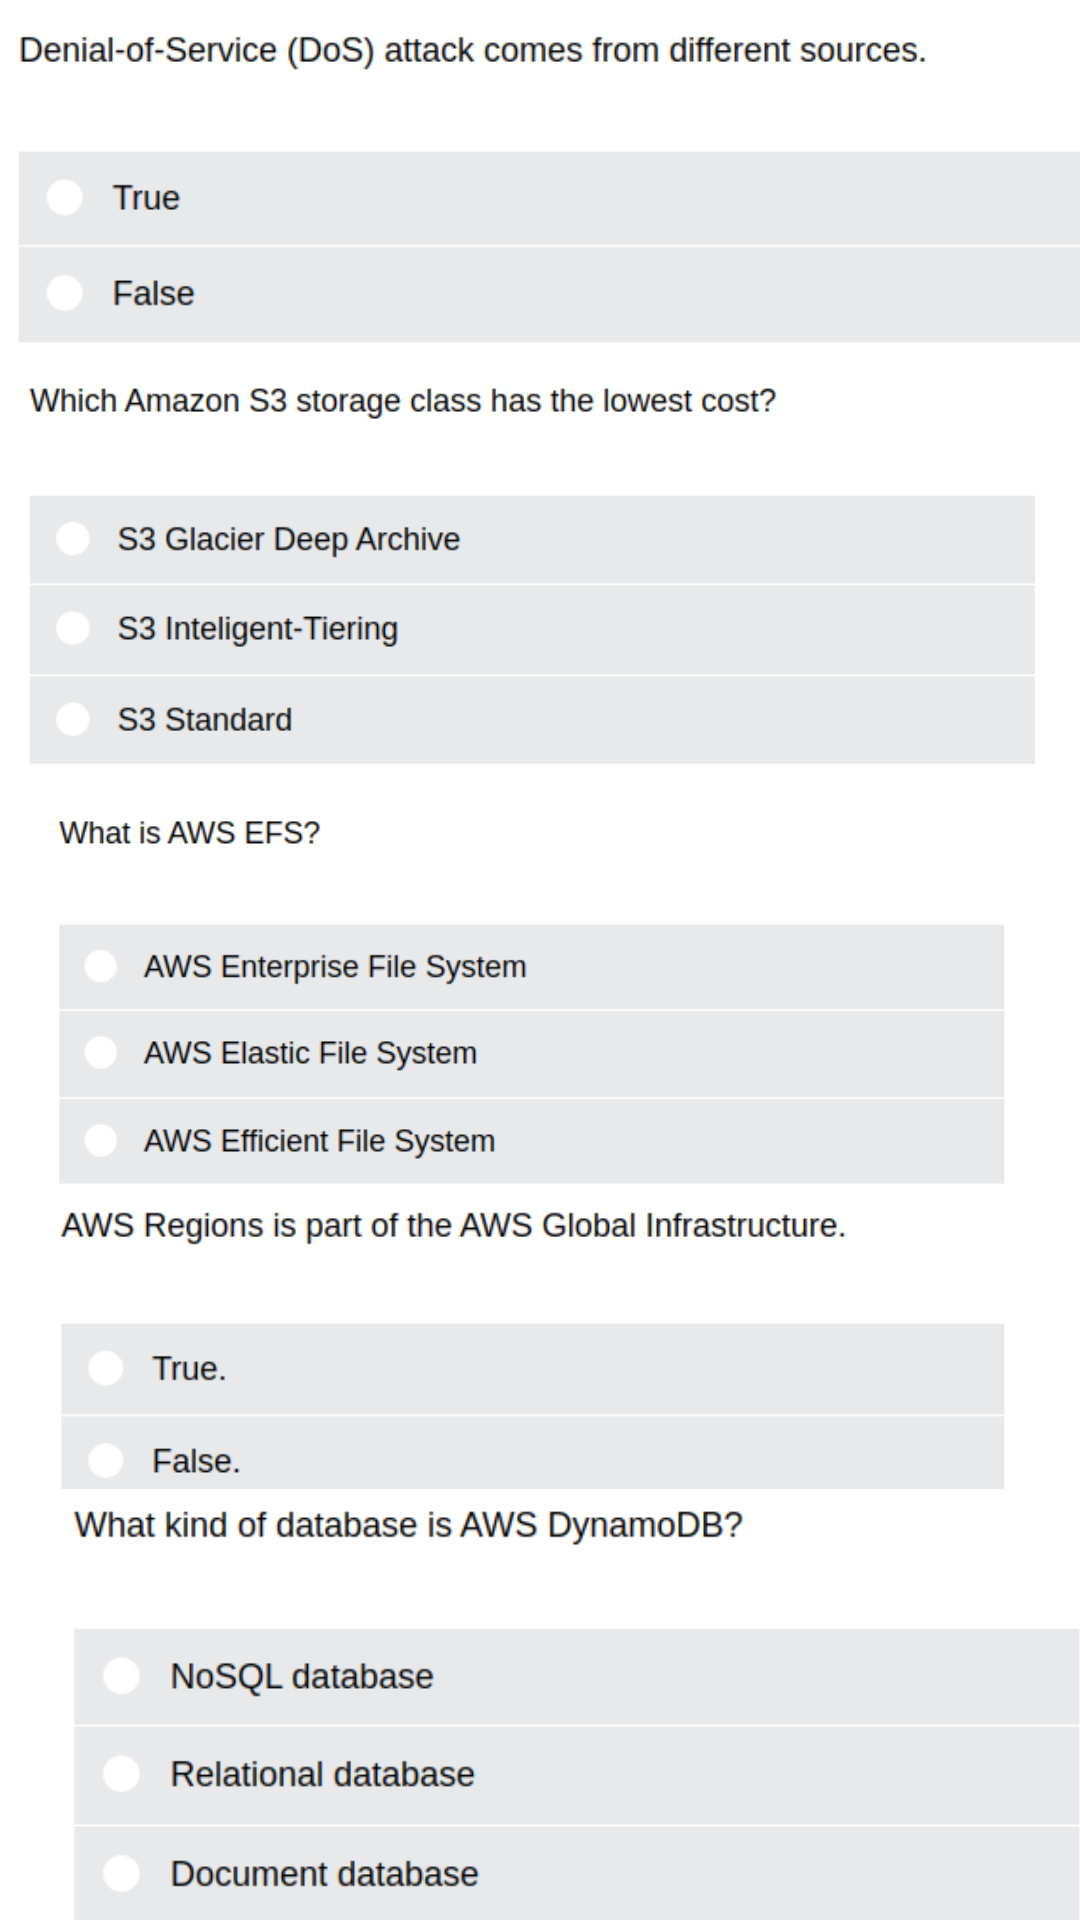 Denial-of-Service (DoS) attack comes from different sources.
True
False
Which Amazon S3 storage class has the lowest cost?
S3 Glacier Deep Archive
S3 Inteligent-Tiering
S3 Standard
What is AWS EFS?
AWS Enterprise File System
AWS Elastic File System
AWS Efficient File System
AWS Regions is part of the AWS Global Infrastructure.
True.
False.
What kind of database is AWS DynamoDB?
NoSQL database
Relational database
Document database